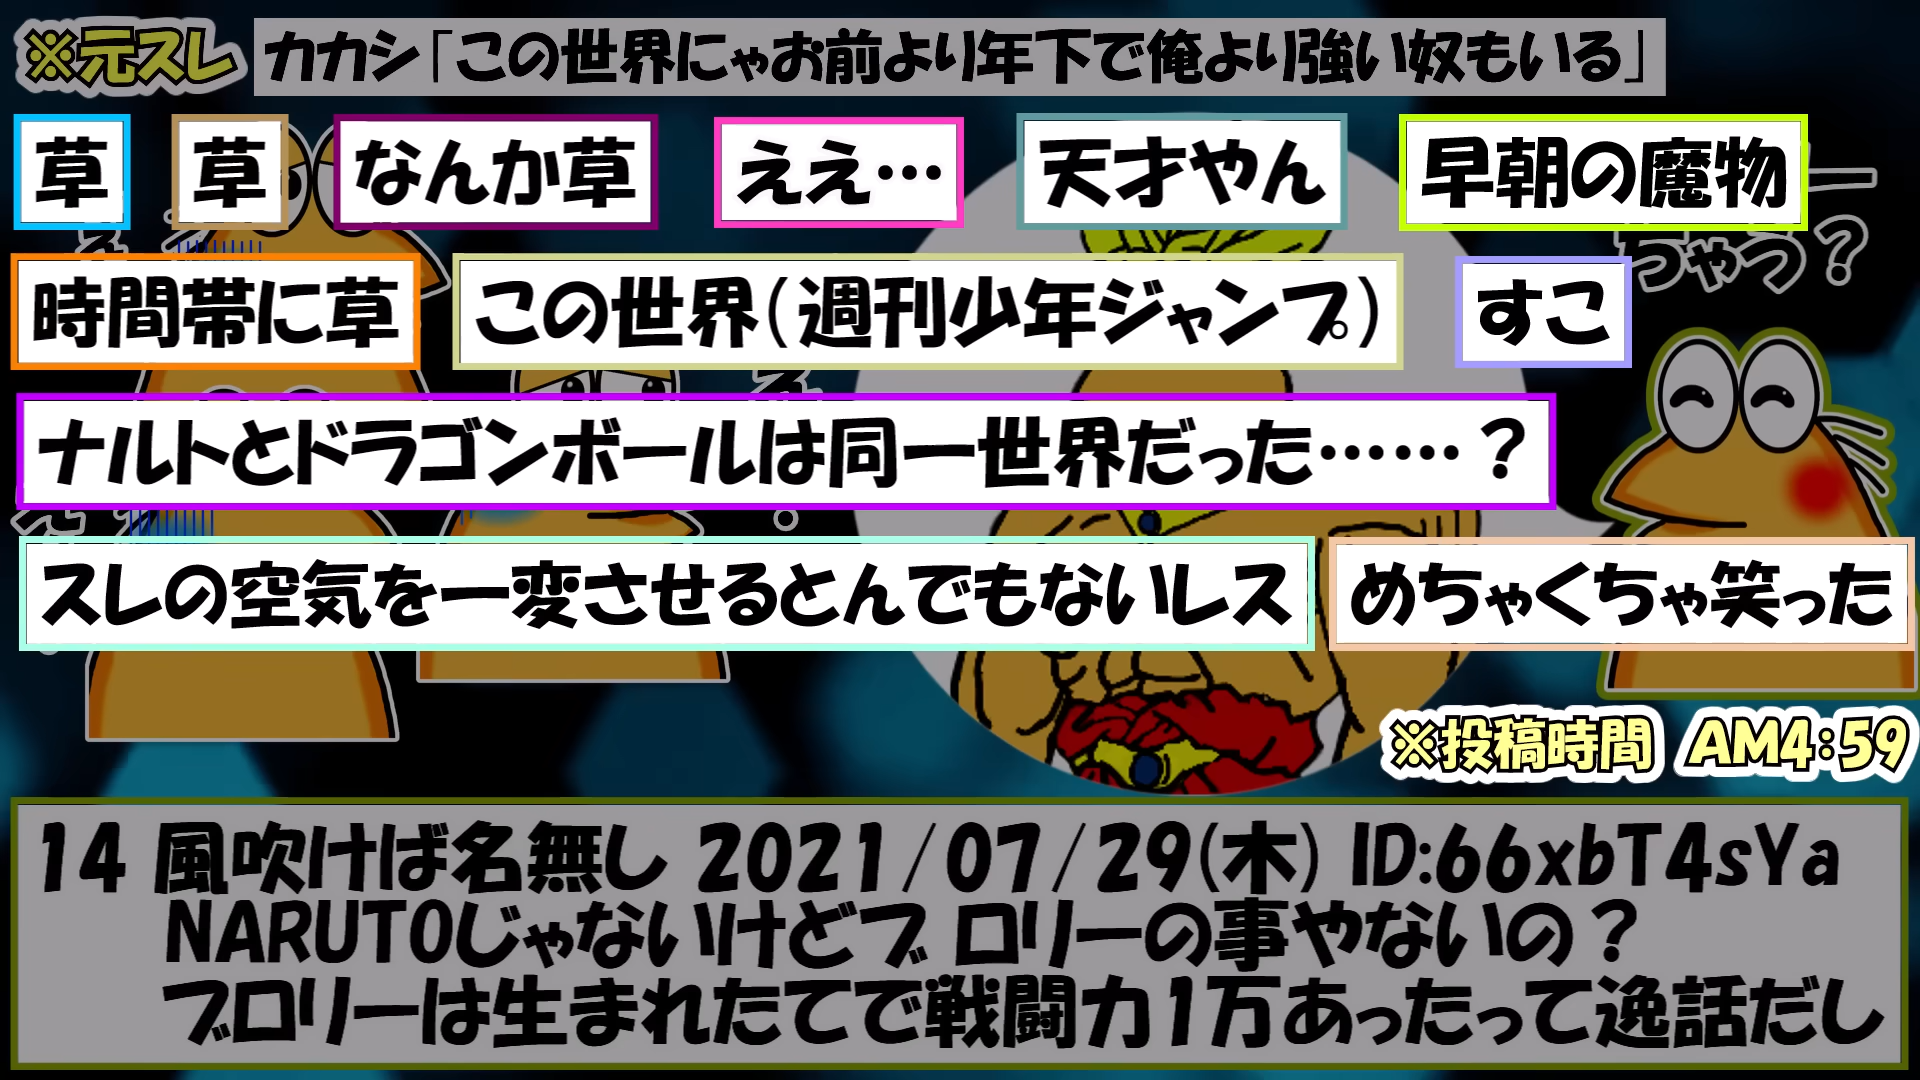 ※元スレ カカシ「この世界にゃお前より年下で俺より強い奴もいる」
草 草 なんか草 ええ… 天才やん 早朝の魔物
ちゃう?
時間帯に草 この世界(週刊少年ジャンプ) すこ
ナルトとドラゴンボールは同一世界だった……?
スレの空気を一変させるとんでもないレス めちゃくちゃ笑った
※投稿時間 AM4:59
14 風吹けば名無し 2021/07/29(木) ID:66xbT4sYa
NARUTOじゃないけどブロリーの事やないの?
ブロリーは生まれたてで戦闘力1万あったって逸話だし